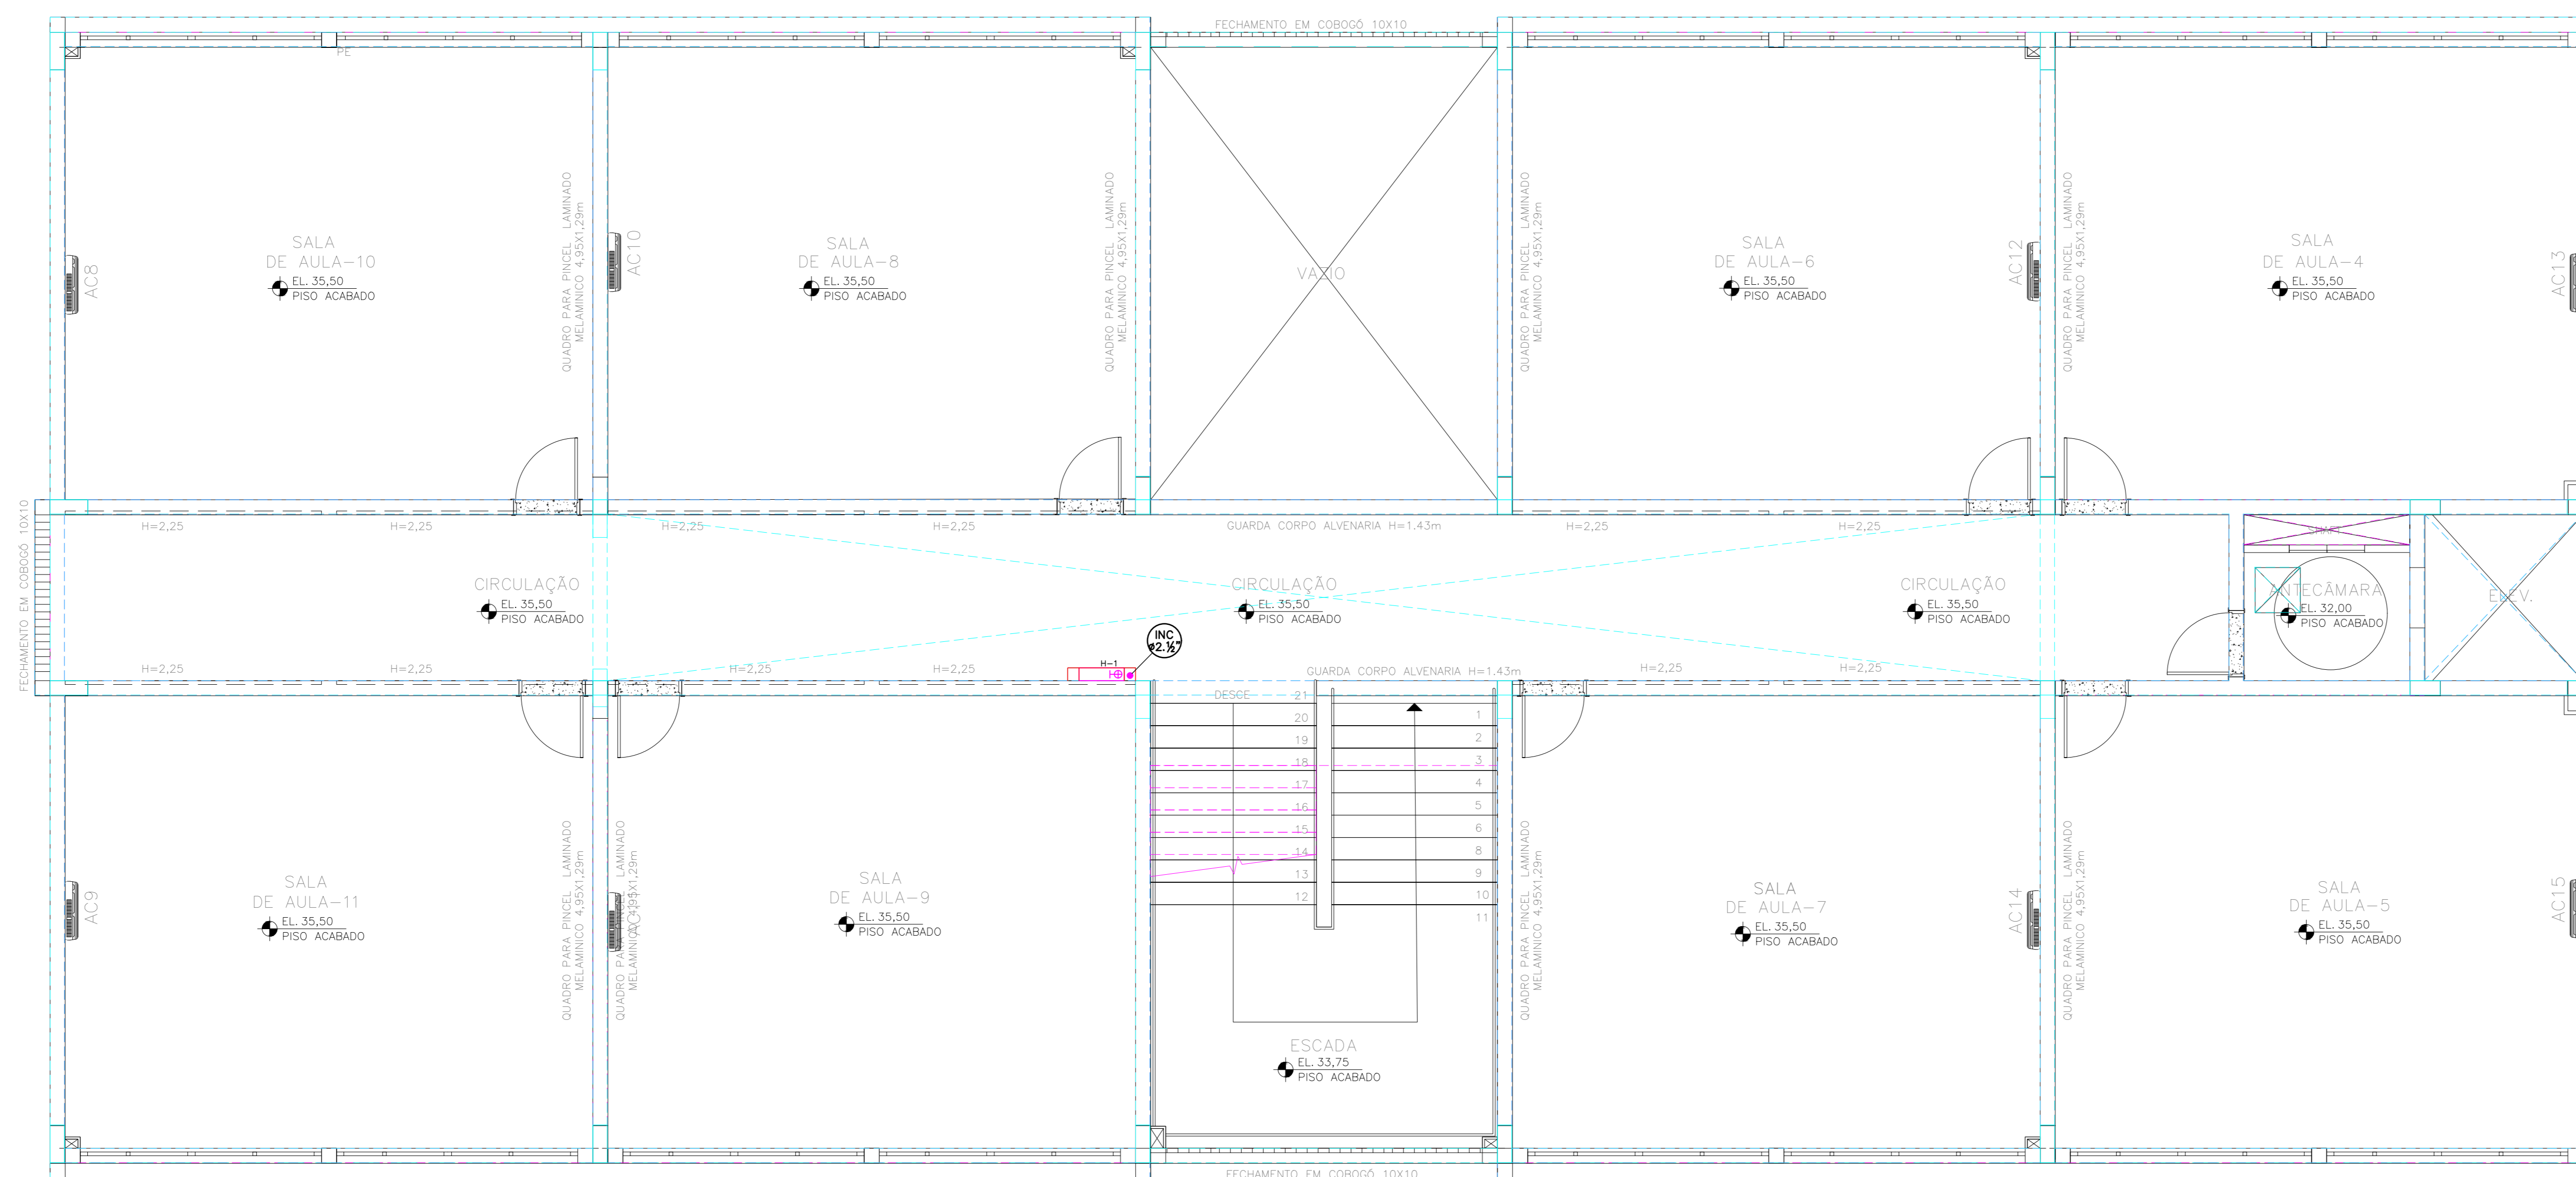 FECHAMENTO EM COBOGÓ 10X10
PE
QUADRO PARA PINCEL LAMINADO
MELAMINICO 4,95X1,29m
QUADRO PARA PINCEL LAMINADO
MELAMINICO 4,95X1,29m
QUADRO PARA PINCEL LAMINADO
MELAMINICO 4,95X1,29m
QUADRO PARA PINCEL LAMINADO
MELAMINICO 4,95X1,29m
AC8
SALA
DE AULA-10
EL. 35,50
PISO ACABADO
AC10
SALA
DE AULA-8
EL. 35,50
PISO ACABADO
VAZIO
SALA
DE AULA-6
EL. 35,50
PISO ACABADO
AC12
SALA
DE AULA-4
EL. 35,50
PISO ACABADO
AC13
FECHAMENTO EM COBOGÓ 10X10
H=2,25
H=2,25
H=2,25
H=2,25
GUARDA CORPO ALVENARIA H=1.43m
H=2,25
H=2,25
SHAFT
CIRCULAÇÃO
EL. 35,50
PISO ACABADO
CIRCULAÇÃO
EL. 35,50
PISO ACABADO
CIRCULAÇÃO
EL. 35,50
PISO ACABADO
ANTECÂMARA
EL. 32,00
PISO ACABADO
ELEV.
INC
ø2.½"
H-1
H=2,25
H=2,25
H=2,25
H=2,25
GUARDA CORPO ALVENARIA H=1.43m
H=2,25
H=2,25
DESCE
21
20
19
18
17
16
15
14
13
12
1
2
3
4
5
6
8
9
10
11
QUADRO PARA PINCEL LAMINADO
MELAMINICO 4,95X1,29m
QUADRO PARA PINCEL LAMINADO
MELAMINICO 4,95X1,29m
QUADRO PARA PINCEL LAMINADO
MELAMINICO 4,95X1,29m
QUADRO PARA PINCEL LAMINADO
MELAMINICO 4,95X1,29m
AC9
SALA
DE AULA-11
EL. 35,50
PISO ACABADO
SALA
DE AULA-9
EL. 35,50
PISO ACABADO
SALA
DE AULA-7
EL. 35,50
PISO ACABADO
AC14
SALA
DE AULA-5
EL. 35,50
PISO ACABADO
AC15
ESCADA
EL. 33,75
PISO ACABADO
FECHAMENTO EM COBOGÓ 10X10